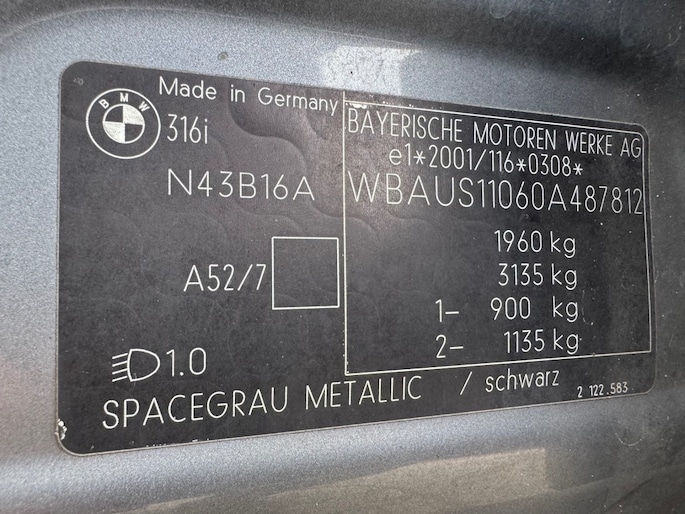 Made in Germany
BMW
316i
N43B16A
A52/7
1.0
BAYERISCHE MOTOREN WERKE AG
e1*2001/116*0308*
WBAUS11060A487812
1960 kg
3135 kg
1– 900 kg
2– 1135 kg
SPACEGRAU METALLIC / schwarz
2 122.583